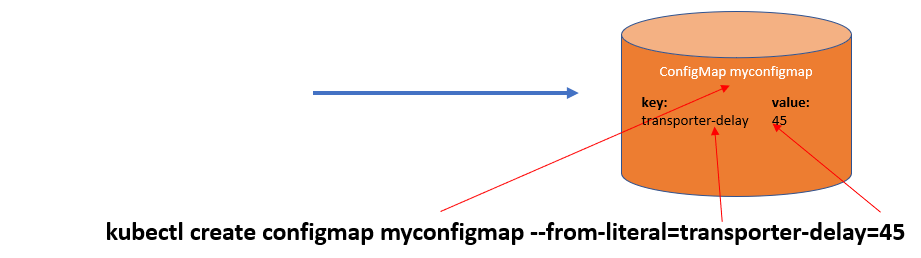 ConfigMap myconfigmap
key: value:
transporter-delay 45
kubectl create configmap myconfigmap --from-literal=transporter-delay=45